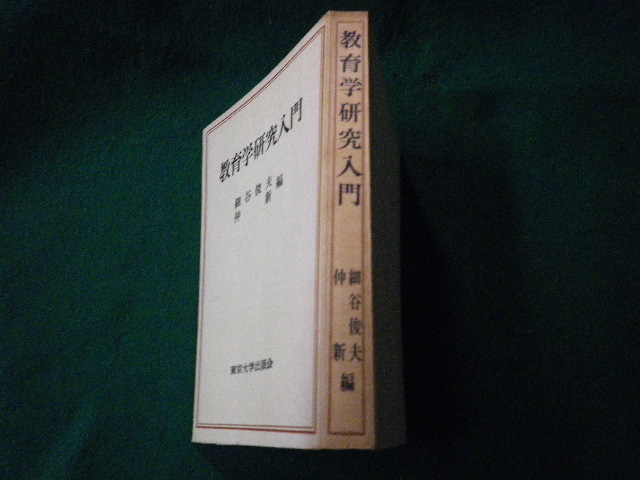 教育学研究入門
細谷俊夫 編
仲 新
東京大学出版会
教育学研究入門
細谷俊夫
仲 新
編